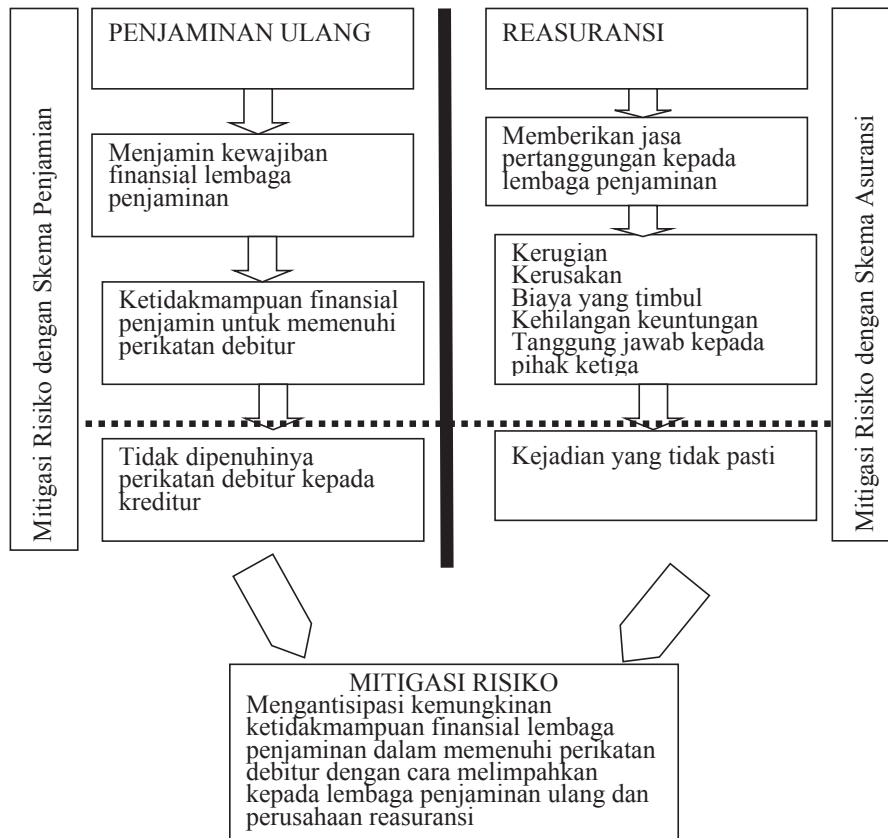 Mitigasi Risiko dengan Skema Penjamian
PENJAMINAN ULANG
Menjamin kewajiban
finansial lembaga
penjaminan
Ketidakmampuan finansial
penjamin untuk memenuhi
perikatan debitur
Tidak dipenuhinya
perikatan debitur kepada
kreditur
REASURANSI
Memberikan jasa
pertanggungan kepada
lembaga penjaminan
Kerugian
Kerusakan
Biaya yang timbul
Kehilangan keuntungan
Tanggung jawab kepada
pihak ketiga
Kejadian yang tidak pasti
Mitigasi Risiko dengan Skema Asuransi
MITIGASI RISIKO
Mengantisipasi kemungkinan
ketidakmampuan finansial lembaga
penjaminan dalam memenuhi perikatan
debitur dengan cara melimpahkan
kepada lembaga penjaminan ulang dan
perusahaan reasuransi